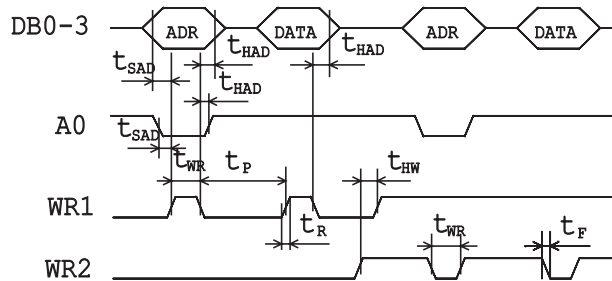 DB0-3 ADR DATA ADR DATA
tSAD tHAD tHAD
tHAD
A0
tSAD
tWR tP tHW
WR1
tR tWR tF
WR2